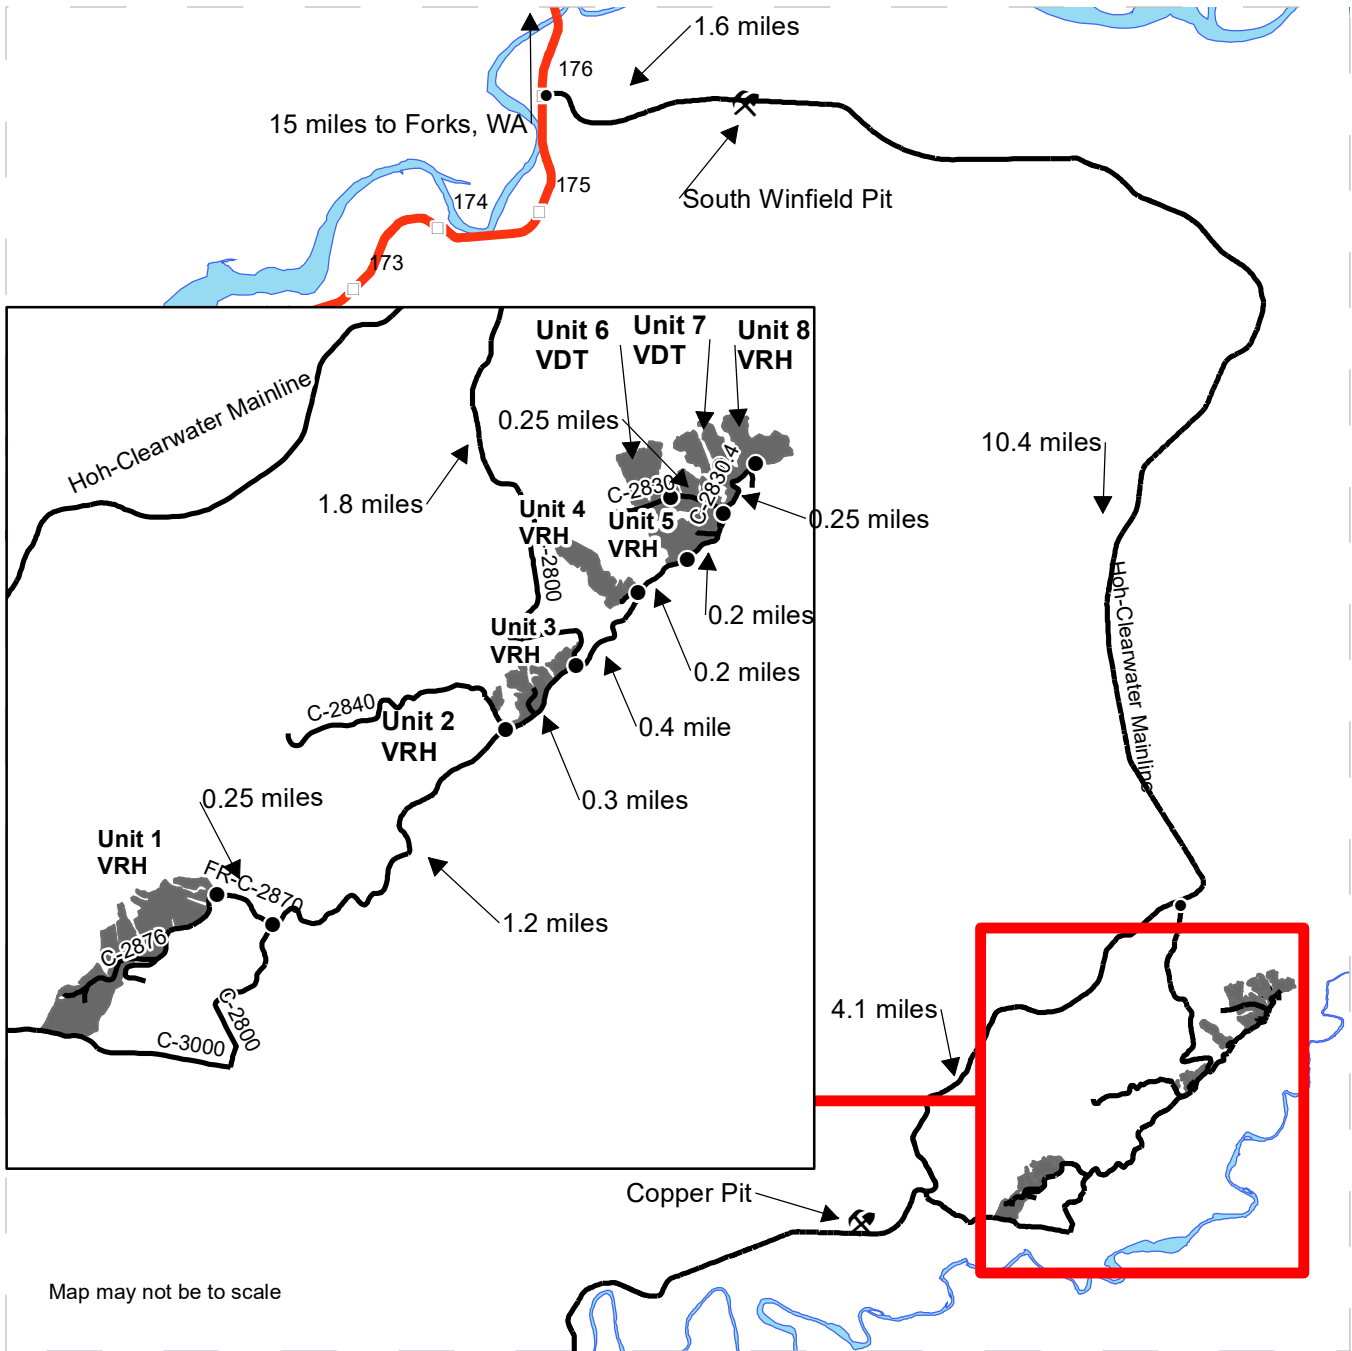 1.6 miles
176
15 miles to Forks, WA
175
174
South Winfield Pit
173
Unit 6
VDT
Unit 7
VDT
Unit 8
VRH
Hoh-Clearwater Mainline
0.25 miles
10.4 miles
1.8 miles
C-2830
C-2830.4
Unit 4
VRH
Unit 5
VRH
0.25 miles
-2800
0.2 miles
Unit 3
VRH
0.2 miles
Hoh-Clearwater Mainline
C-2840
Unit 2
VRH
0.4 mile
0.3 miles
0.25 miles
Unit 1
VRH
FR-C-2870
1.2 miles
C-2876
C-2800
C-3000
4.1 miles
Copper Pit
Map may not be to scale